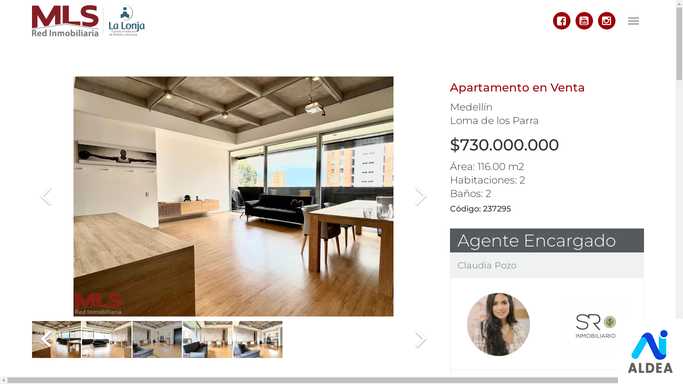 MLS
Red Inmobiliaria
La Lonja
Apartamento en Venta
Medellín
Loma de los Parra
$730.000.000
Área: 116.00 m2
Habitaciones: 2
Baños: 2
Código: 237295
MLS
Red Inmobiliaria
Agente Encargado
Claudia Pozo
SR
INMOBILIARIO
ALDEA